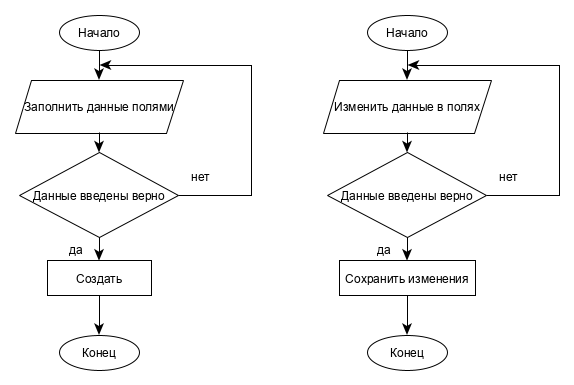 Начало
Заполнить данные полями
Данные введены верно
нет
да
Создать
Конец
Начало
Изменить данные в полях
Данные введены верно
нет
да
Сохранить изменения
Конец